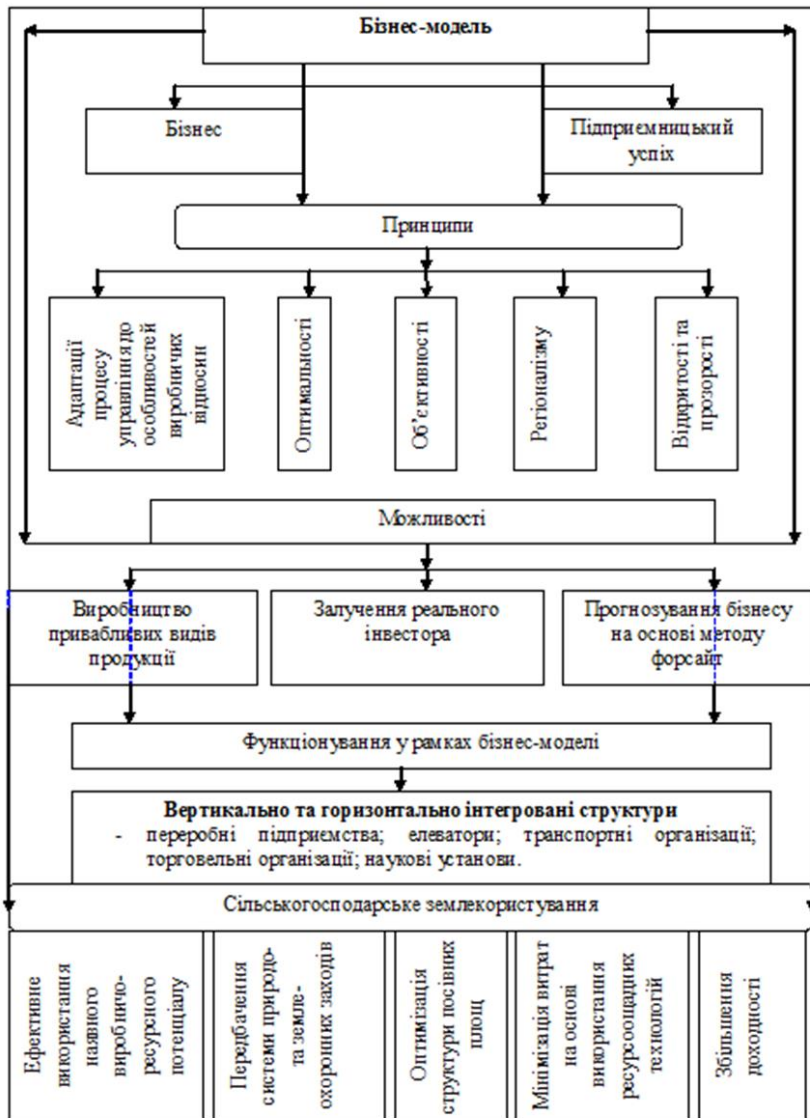 Бізнес-модель
Бізнес
Підприємницький
успіх
Принципи
Адаптації
процесу
управління до
особливостей
виробничих
відносин
Оптимальності
Об’єктивності
Регіоналізму
Відкритості та
прозорості
Можливості
Виробництво
привабливих видів
продукції
Залучення реального
інвестора
Прогнозування бізнесу
на основі методу
форсайт
Функціонування у рамках бізнес-моделі
Вертикально та горизонтально інтегровані структури
- переробні підприємства; елеватори; транспортні організації;
торговельні організації; наукові установи.
Сільськогосподарське землекористування
Ефективне
використання
наявного
виробничо-
ресурсного
потенціалу
Передбачення
системи природо-
та земле-
охоронних заходів
Оптимізація
структури посівних
площ
Мінімізація витрат
на основі
використання
ресурсоощадних
технологій
Збільшення
доходності